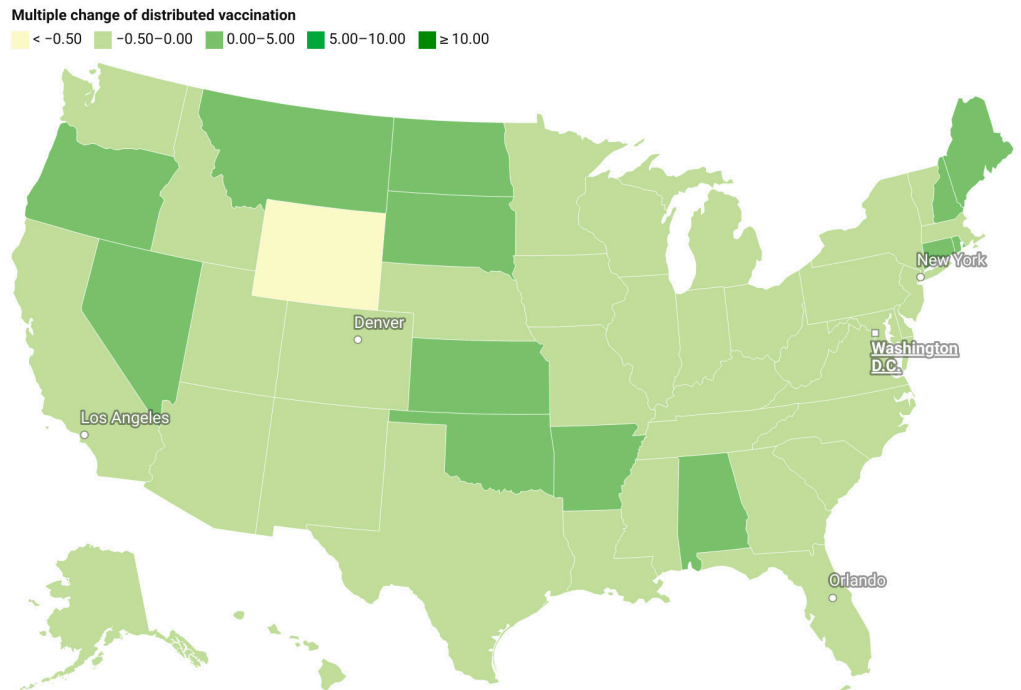 Multiple change of distributed vaccination
< −0.50 −0.50–0.00 0.00–5.00 5.00–10.00 ≥ 10.00
New York
Denver
Washington
D.C.
Los Angeles
Orlando